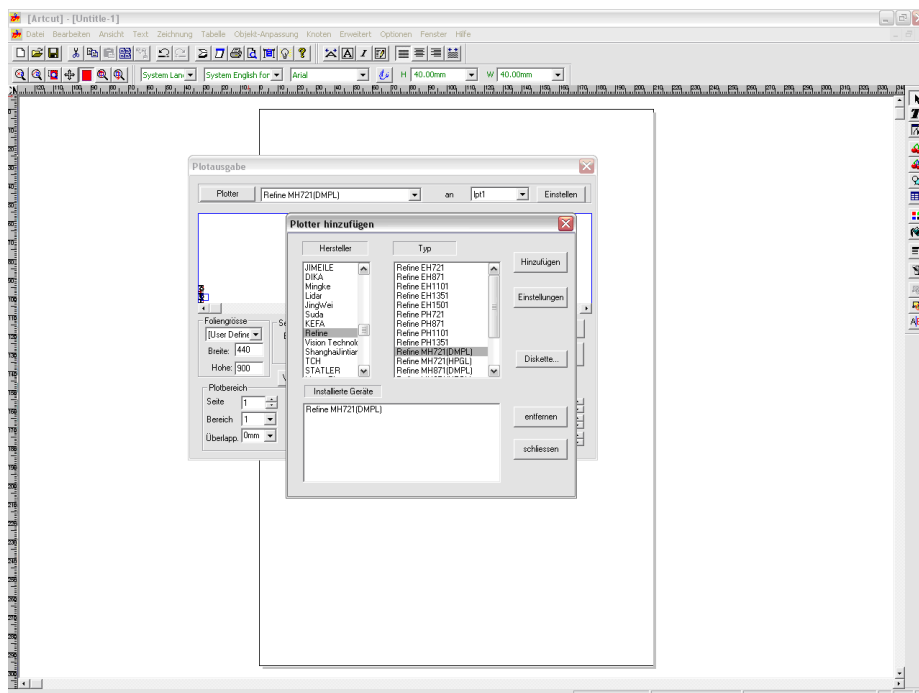 [Artcut] - [Untitle-1]
Datei Bearbeiten Ansicht Text Zeichnung Tabelle Objekt-Anpassung Knoten Erweitert Optionen Fenster Hilfe
System Lan System English for Arial H 40.00mm W 40.00mm
Plotausgabe
Plotter Refine MH721(DMPL) an lpt1 Einstellen
Plotter hinzufügen
Hersteller Typ
JIMEILE
DIKA
Mingke
Lidar
JingWei
Suda
KEFA
Refine
Vision Technolc
ShanghaiJintiar
TCH
STATLER
Refine EH721
Refine EH871
Refine EH1101
Refine EH1351
Refine EH1501
Refine PH721
Refine PH871
Refine PH1101
Refine PH1351
Refine MH721(DMPL)
Refine MH721(HPGL)
Refine MH871(DMPL)
Hinzufügen
Einstellungen
Diskette...
Installierte Geräte
Refine MH721(DMPL)
entfernen
schliessen
Foliengrösse
[User Define
Breite: 440
Hohe: 900
Plotbereich
Seite 1
Bereich 1
Überlapp. 0mm